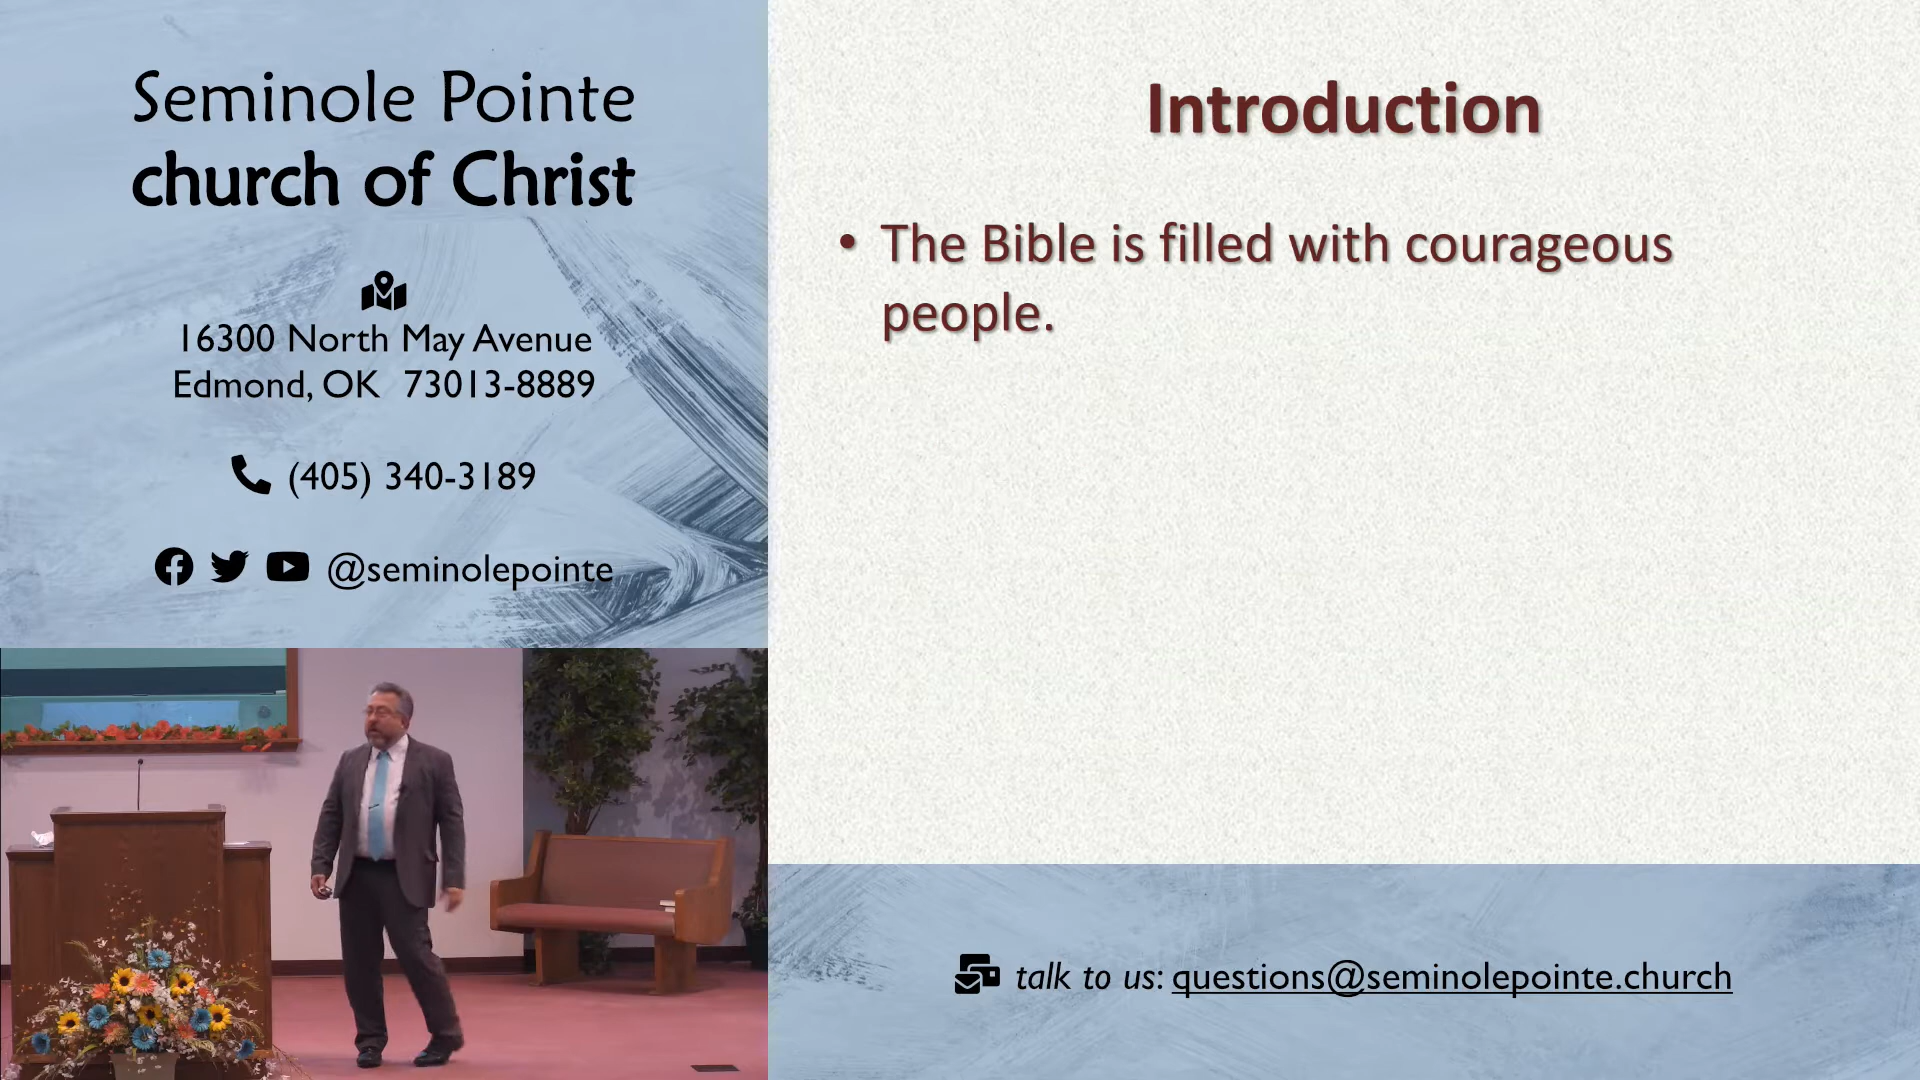 Seminole Pointe
church of Christ
16300 North May Avenue
Edmond, OK 73013-8889
(405) 340-3189
@seminolepointe
Introduction
• The Bible is filled with courageous
people.
talk to us: questions@seminolepointe.church